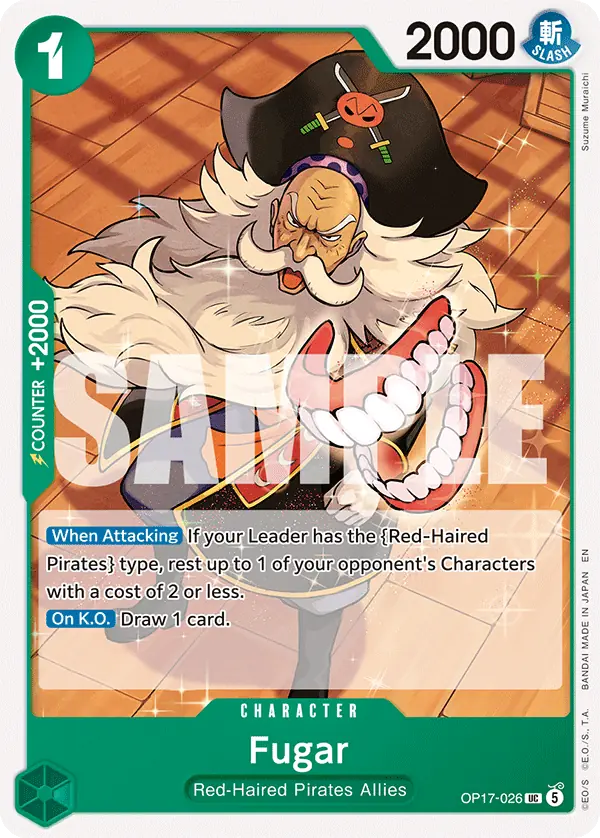 1
2000
斬
SLASH
Suzume Muraichi
COUNTER +2000
SAMPLE
When Attacking If your Leader has the {Red-Haired
Pirates} type, rest up to 1 of your opponent's Characters
with a cost of 2 or less.
On K.O. Draw 1 card.
CHARACTER
Fugar
Red-Haired Pirates Allies
OP17-026 UC 5
©E.O/S ©E.O./S., T.A. BANDAI MADE IN JAPAN EN